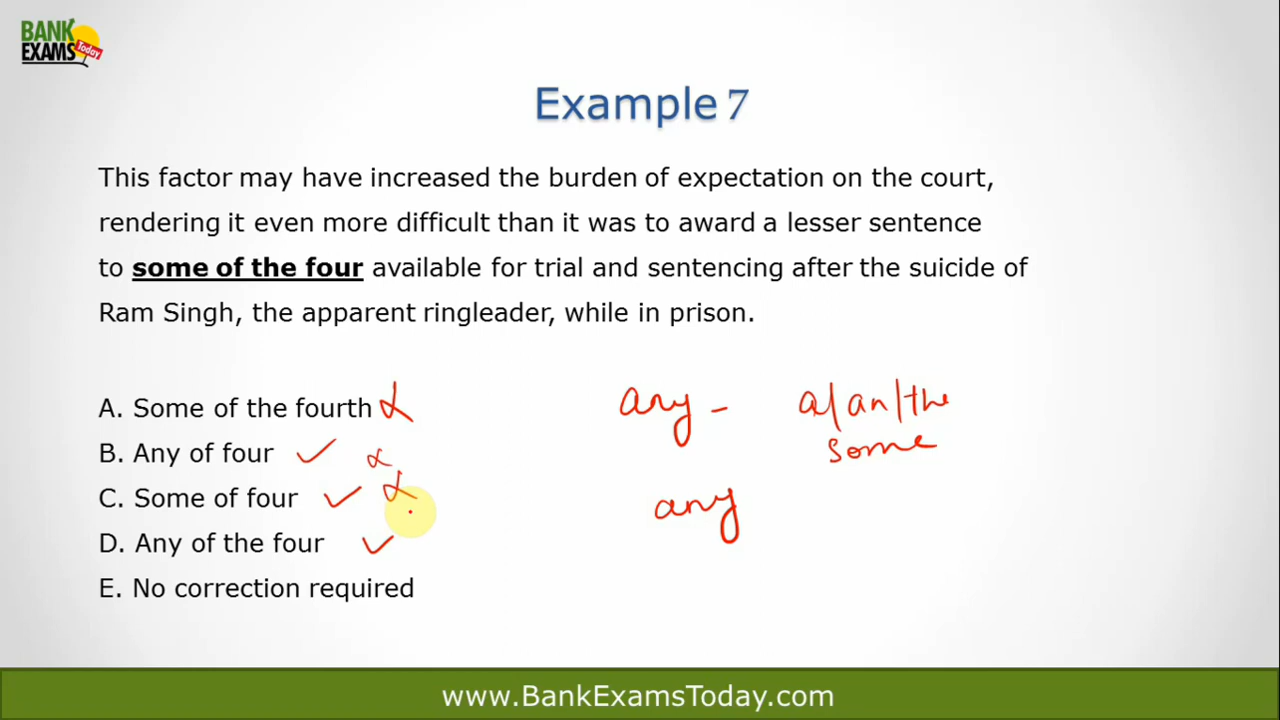 BANK
EXAMS Today
Example 7
This factor may have increased the burden of expectation on the court,
rendering it even more difficult than it was to award a lesser sentence
to some of the four available for trial and sentencing after the suicide of
Ram Singh, the apparent ringleader, while in prison.
A. Some of the fourth
B. Any of four
C. Some of four
D. Any of the four
E. No correction required
any - a/an/the
some
any
www.BankExamsToday.com